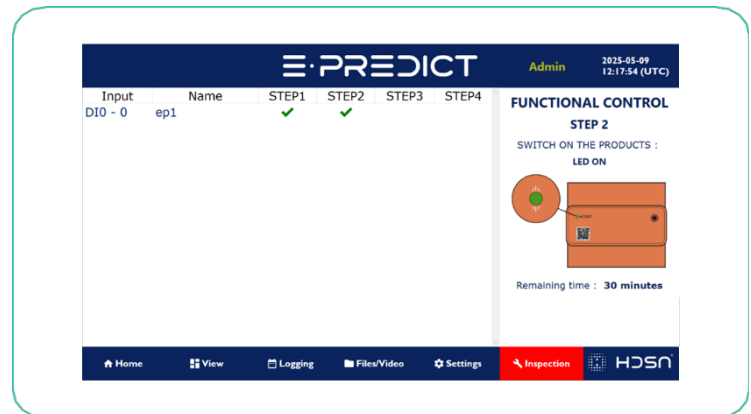 E·PREDICT
Admin
2025-05-09
12:17:54 (UTC)
Input Name STEP1 STEP2 STEP3 STEP4
DI0 - 0 ep1
FUNCTIONAL CONTROL
STEP 2
SWITCH ON THE PRODUCTS :
LED ON
Remaining time : 30 minutes
Home View Logging Files/Video Settings Inspection HDSN